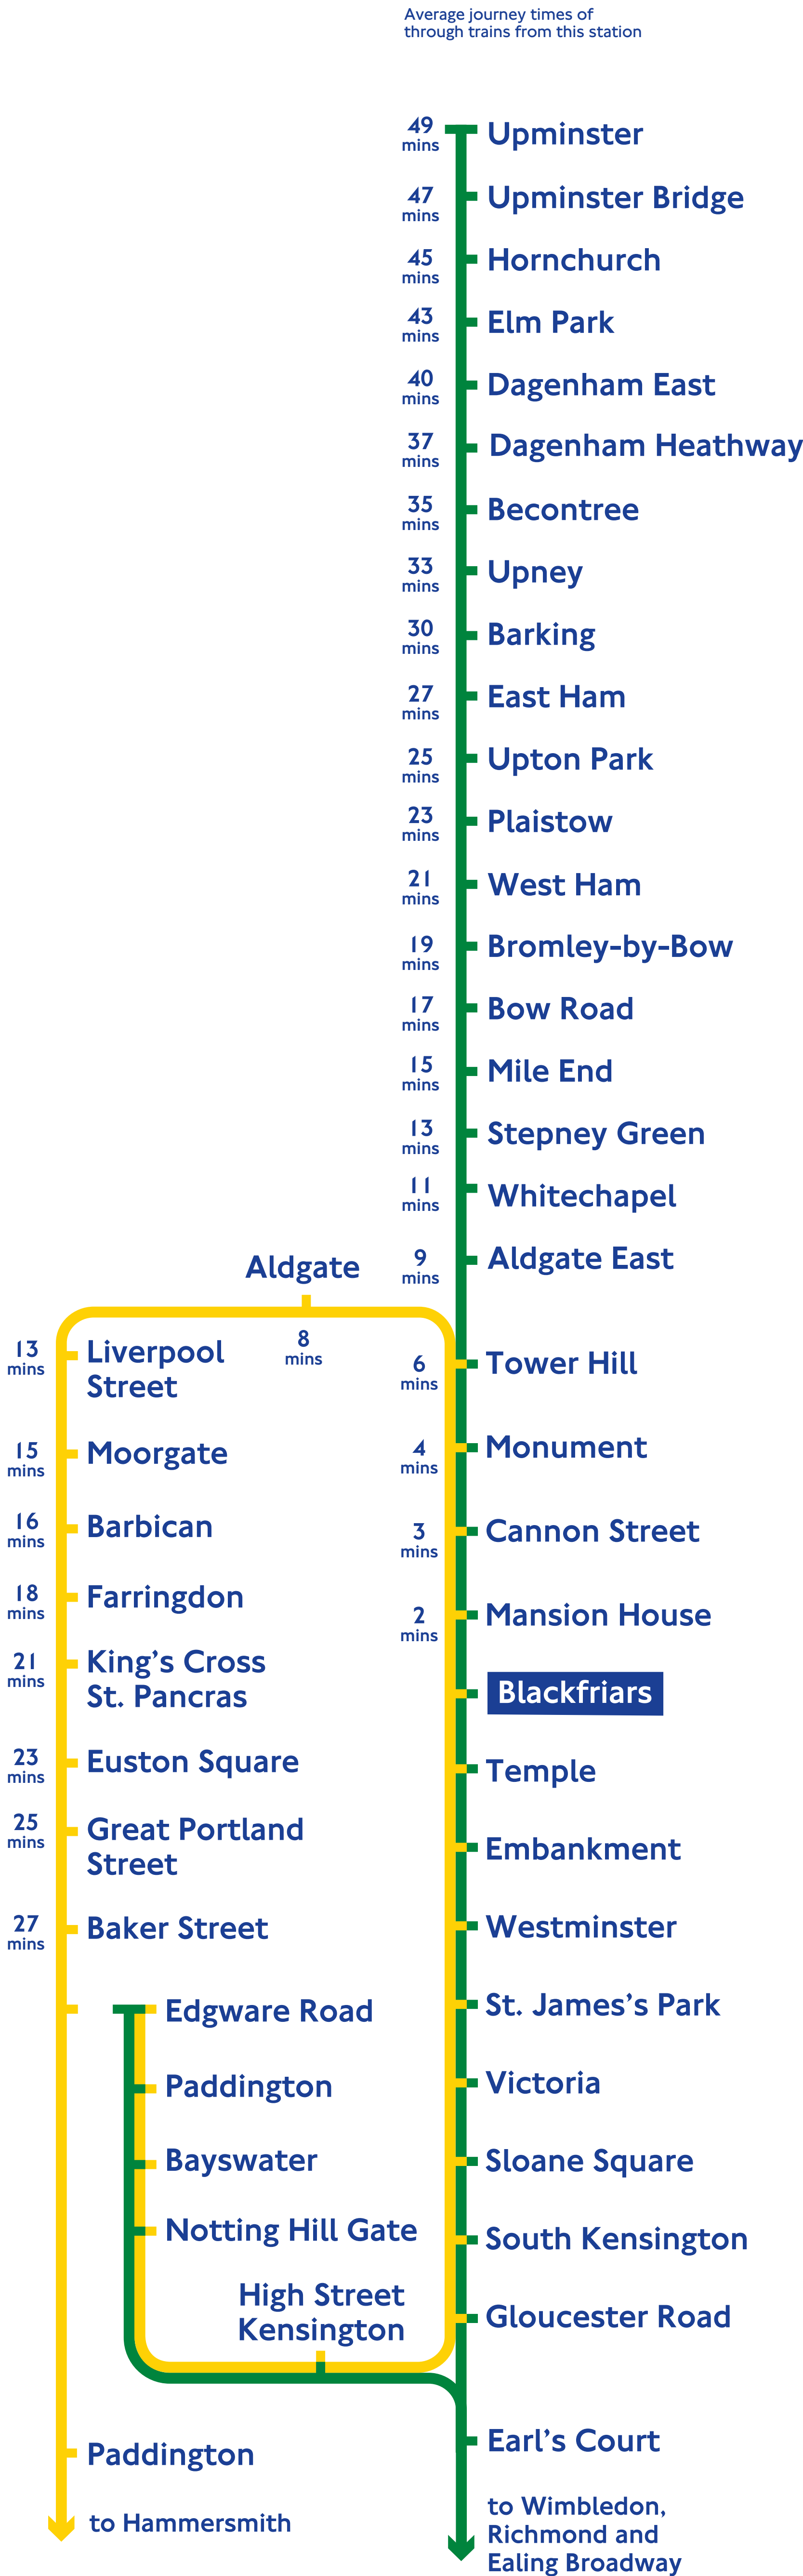 Average journey times of
through trains from this station
49
mins
Upminster
47
mins
Upminster Bridge
45
mins
Hornchurch
43
mins
Elm Park
40
mins
Dagenham East
37
mins
Dagenham Heathway
35
mins
Becontree
33
mins
Upney
30
mins
Barking
27
mins
East Ham
25
mins
Upton Park
23
mins
Plaistow
21
mins
West Ham
19
mins
Bromley-by-Bow
17
mins
Bow Road
15
mins
Mile End
13
mins
Stepney Green
11
mins
Whitechapel
9
mins
Aldgate East
6
mins
Tower Hill
4
mins
Monument
3
mins
Cannon Street
2
mins
Mansion House
Blackfriars
Temple
Embankment
Westminster
St. James’s Park
Victoria
Sloane Square
South Kensington
Gloucester Road
Earl’s Court
to Wimbledon,
Richmond and
Ealing Broadway
Aldgate
8
mins
13
mins
Liverpool
Street
15
mins
Moorgate
16
mins
Barbican
18
mins
Farringdon
21
mins
King’s Cross
St. Pancras
23
mins
Euston Square
25
mins
Great Portland
Street
27
mins
Baker Street
Edgware Road
Paddington
Bayswater
Notting Hill Gate
High Street
Kensington
Paddington
to Hammersmith